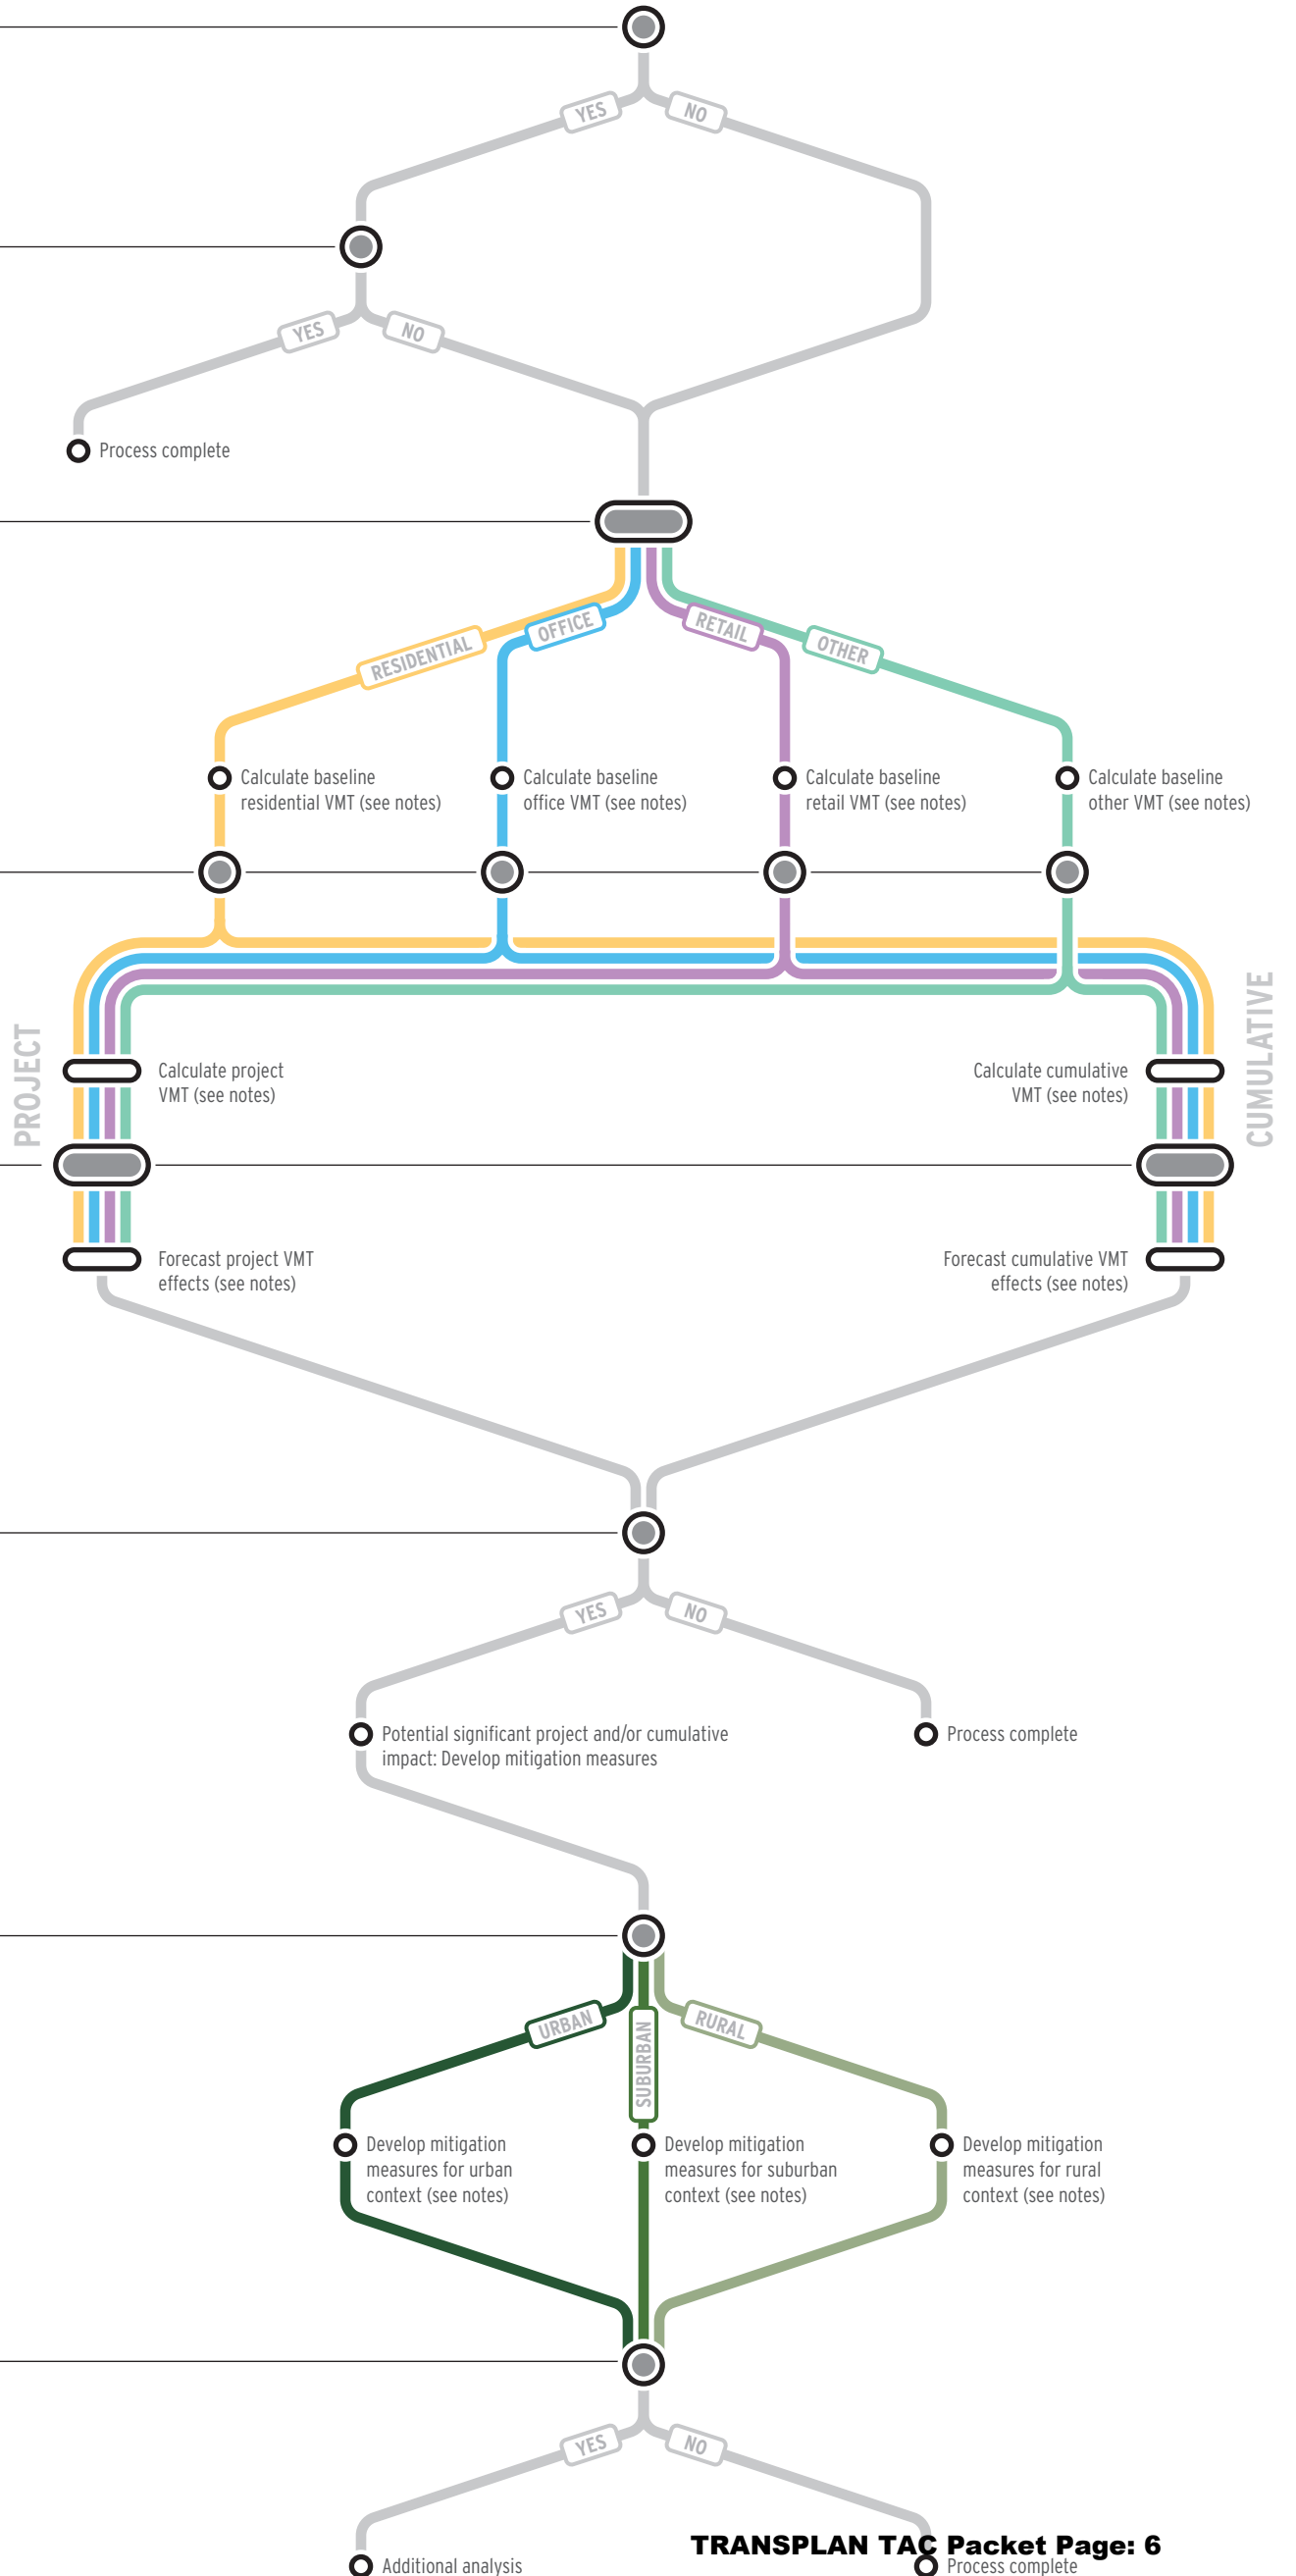 YES
NO
YES
NO
Process complete
RESIDENTIAL
OFFICE
RETAIL
OTHER
Calculate baseline
residential VMT (see notes)
Calculate baseline
office VMT (see notes)
Calculate baseline
retail VMT (see notes)
Calculate baseline
other VMT (see notes)
PROJECT
CUMULATIVE
Calculate project
VMT (see notes)
Calculate cumulative
VMT (see notes)
Forecast project VMT
effects (see notes)
Forecast cumulative VMT
effects (see notes)
YES
NO
Potential significant project and/or cumulative
impact: Develop mitigation measures
Process complete
URBAN
SUBURBAN
RURAL
Develop mitigation
measures for urban
context (see notes)
Develop mitigation
measures for suburban
context (see notes)
Develop mitigation
measures for rural
context (see notes)
YES
NO
TRANSPLAN TAC Packet Page: 6
Additional analysis
Process complete